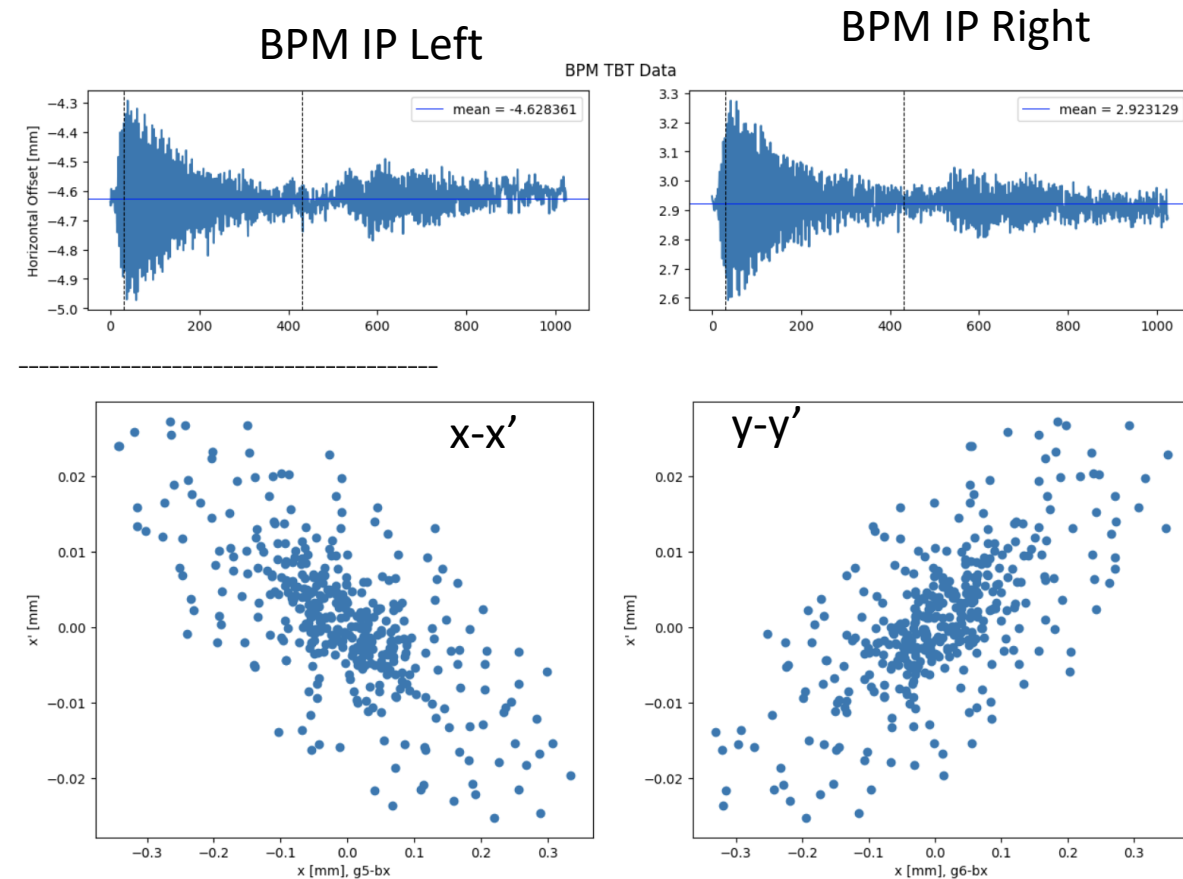 BPM IP Left
BPM IP Right
BPM TBT Data
Horizontal Offset [mm]
−4.3
−4.4
−4.5
−4.6
−4.7
−4.8
−4.9
−5.0
mean = -4.628361
0 200 400 600 800 1000
3.3
3.2
3.1
3.0
2.9
2.8
2.7
2.6
mean = 2.923129
0 200 400 600 800 1000
x-x’
x' [mm]
0.02
0.01
0.00
−0.01
−0.02
−0.3 −0.2 −0.1 0.0 0.1 0.2 0.3
x [mm], g5-bx
y-y’
x' [mm]
0.02
0.01
0.00
−0.01
−0.02
−0.3 −0.2 −0.1 0.0 0.1 0.2 0.3
x [mm], g6-bx